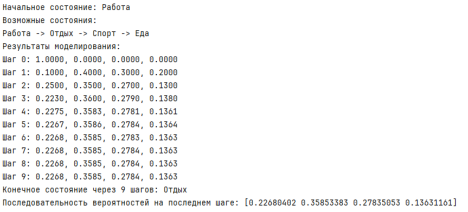 Начальное состояние: Работа
Возможные состояния:
Работа -> Отдых -> Спорт -> Еда
Результаты моделирования:
Шаг 0: 1.0000, 0.0000, 0.0000, 0.0000
Шаг 1: 0.1000, 0.4000, 0.3000, 0.2000
Шаг 2: 0.2500, 0.3500, 0.2700, 0.1300
Шаг 3: 0.2230, 0.3600, 0.2790, 0.1380
Шаг 4: 0.2275, 0.3583, 0.2781, 0.1361
Шаг 5: 0.2267, 0.3586, 0.2784, 0.1364
Шаг 6: 0.2268, 0.3585, 0.2783, 0.1363
Шаг 7: 0.2268, 0.3585, 0.2784, 0.1363
Шаг 8: 0.2268, 0.3585, 0.2784, 0.1363
Шаг 9: 0.2268, 0.3585, 0.2784, 0.1363
Конечное состояние через 9 шагов: Отдых
Последовательность вероятностей на последнем шаге: [0.22680402 0.35853383 0.27835053 0.13631161]